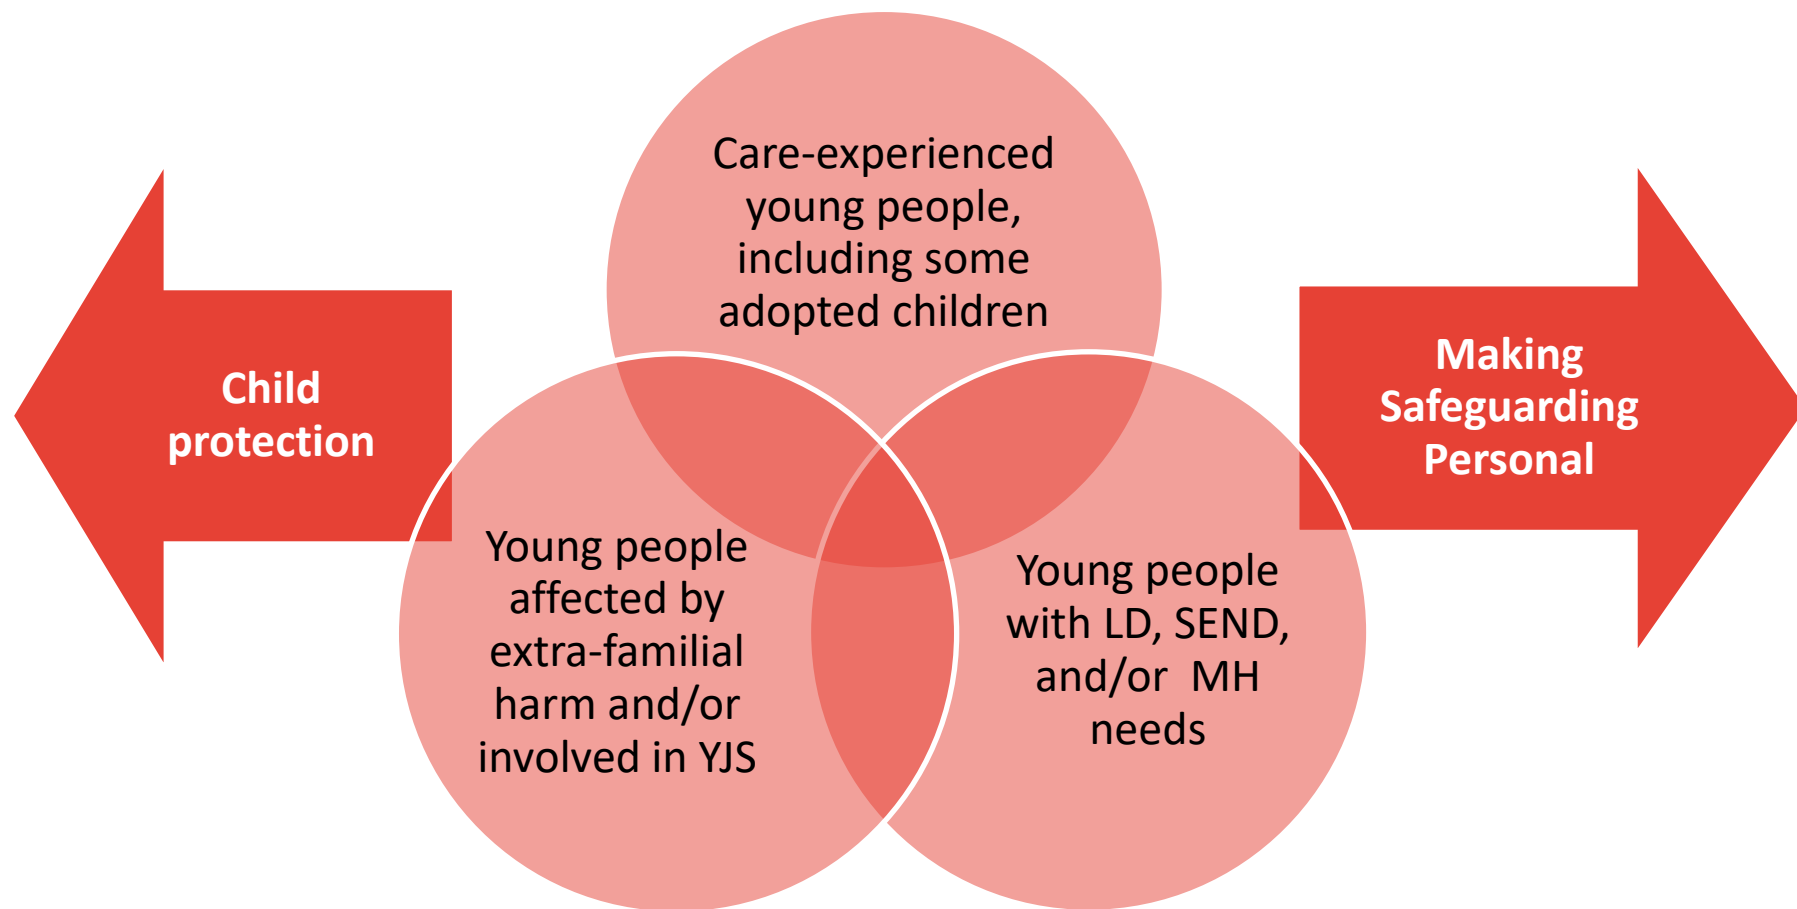 Care-experienced
young people,
including some
adopted children
Child
protection
Making
Safeguarding
Personal
Young people
affected by
extra-familial
harm and/or
involved in YJS
Young people
with LD, SEND,
and/or  MH
needs